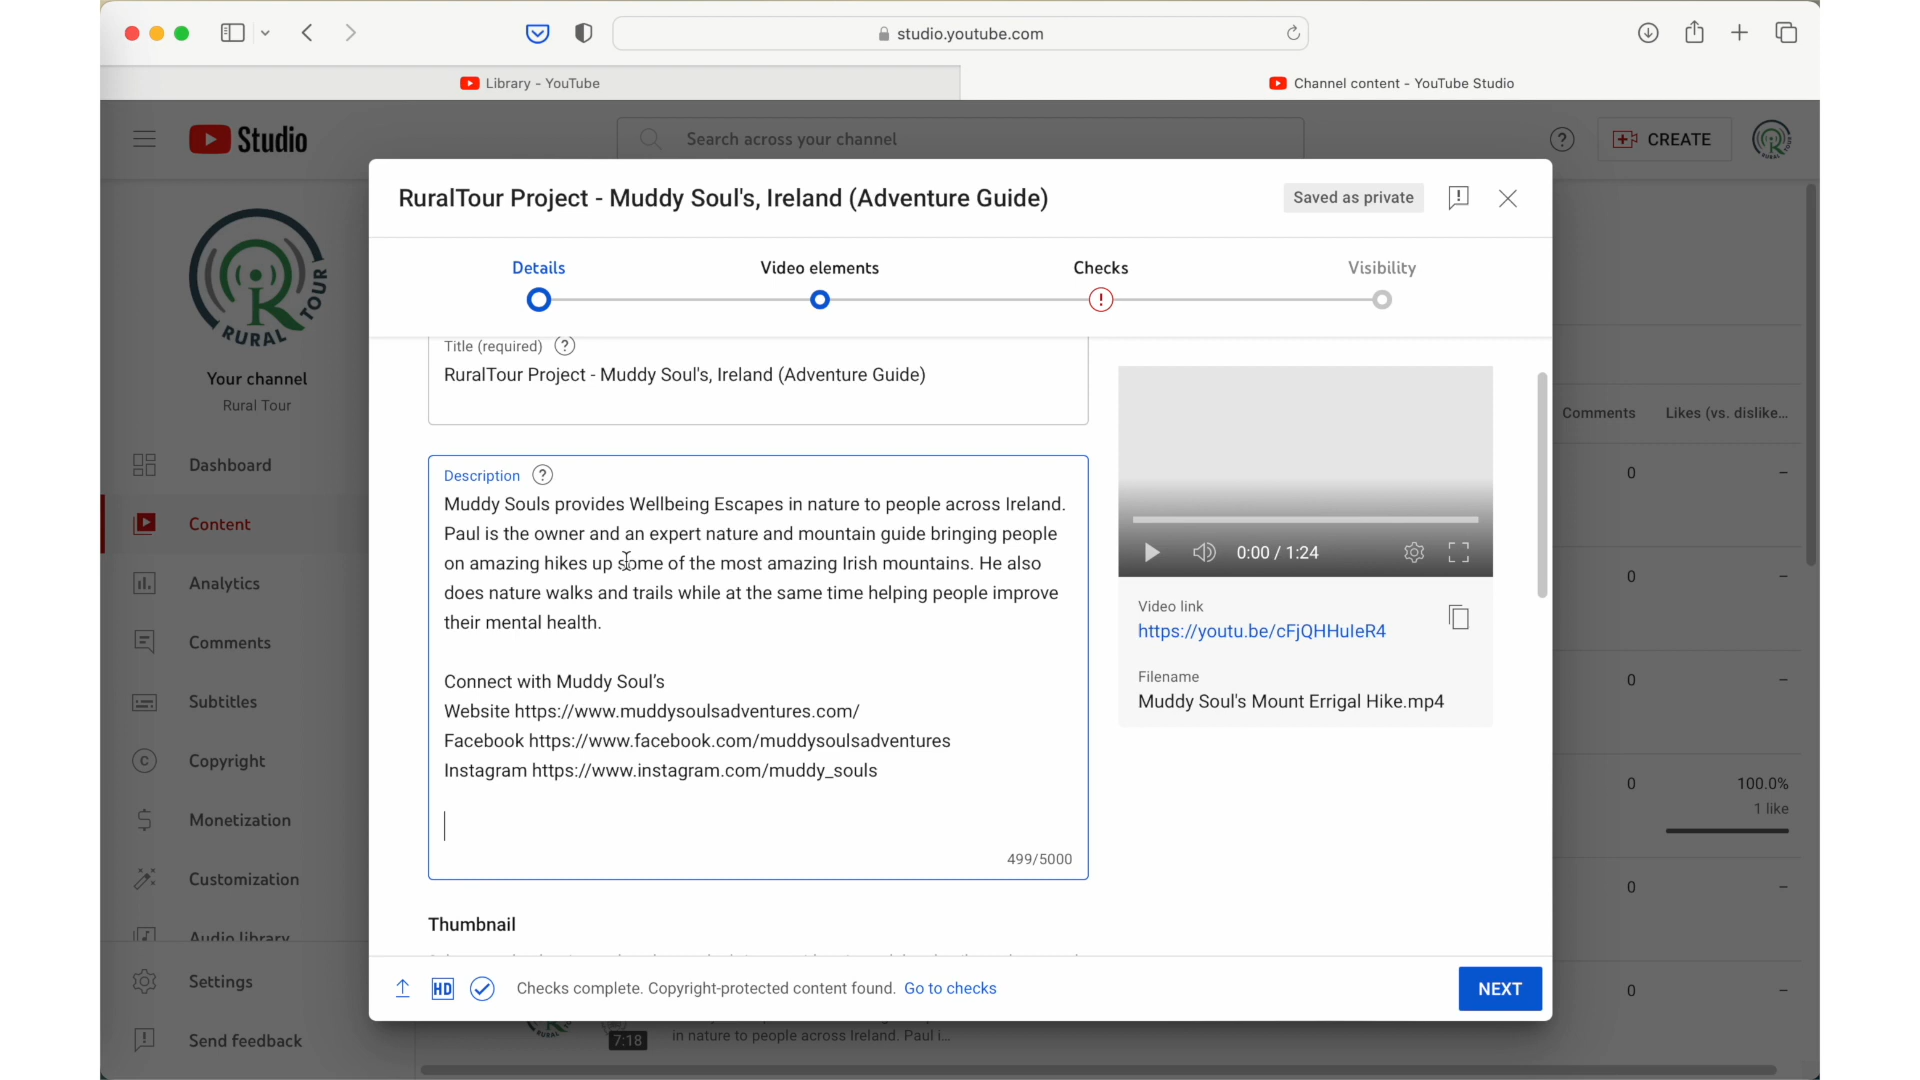 studio.youtube.com
Library - YouTube
Channel content - YouTube Studio
Studio
Search across your channel
CREATE
RuralTour Project - Muddy Soul's, Ireland (Adventure Guide)
Saved as private
Details
Video elements
Checks
Visibility
RURAL TOUR
Your channel
Rural Tour
Dashboard
Content
Analytics
Comments
Subtitles
Copyright
Monetization
Customization
Audio library
Settings
Send feedback
Title (required)
RuralTour Project - Muddy Soul's, Ireland (Adventure Guide)
Description
Muddy Souls provides Wellbeing Escapes in nature to people across Ireland.
Paul is the owner and an expert nature and mountain guide bringing people
on amazing hikes up some of the most amazing Irish mountains. He also
does nature walks and trails while at the same time helping people improve
their mental health.
Connect with Muddy Soul's
Website https://www.muddysoulsadventures.com/
Facebook https://www.facebook.com/muddysoulsadventures
Instagram https://www.instagram.com/muddy_souls
499/5000
Thumbnail
0:00 / 1:24
Video link
https://youtu.be/cFjQHHuleR4
Filename
Muddy Soul's Mount Errigal Hike.mp4
Comments
Likes (vs. dislike...
0
–
0
–
0
–
0
100.0%
1 like
0
–
0
–
HD
Checks complete. Copyright-protected content found. Go to checks
NEXT
7:18
in nature to people across Ireland. Paul i...